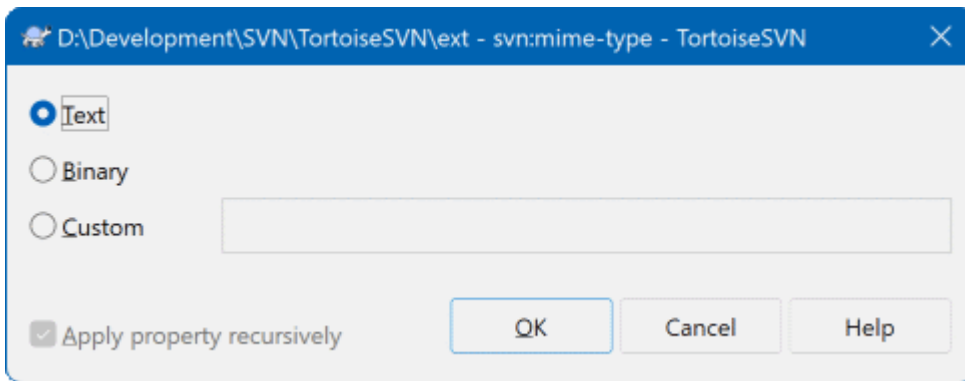 D:\Development\SVN\TortoiseSVN\ext - svn:mime-type - TortoiseSVN
Text
Binary
Custom
Apply property recursively
OK Cancel Help